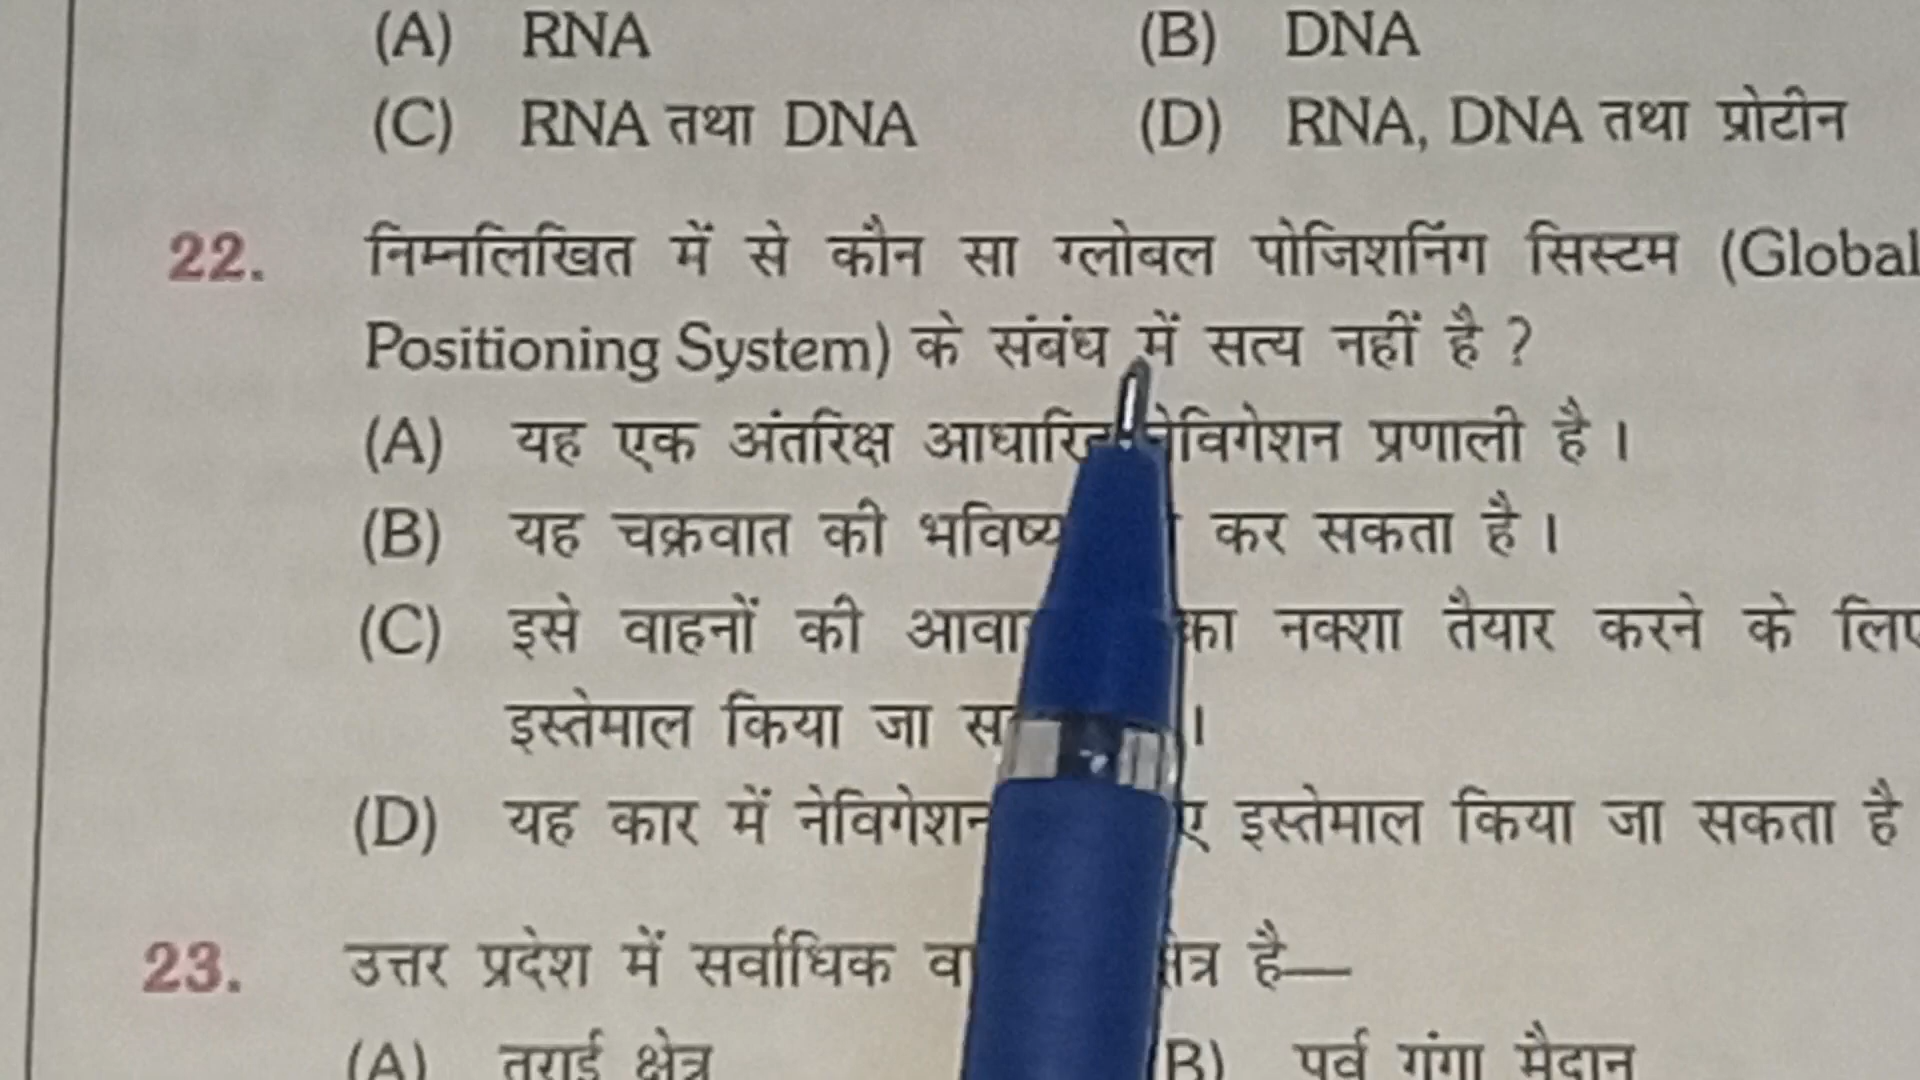 (A) RNA (B) DNA
(C) RNA तथा DNA (D) RNA, DNA तथा प्रोटीन
22. निम्नलिखित में से कौन सा ग्लोबल पोजिशनिंग सिस्टम (Global
Positioning System) के संबंध में सत्य नहीं है ?
(A) यह एक अंतरिक्ष प्रणाली है ।
(B) यह चक्रवात की कर सकता है ।
(C) इसे वाहनों की का नक्शा तैयार करने के लिए
इस्तेमाल किया जा ।
(D) यह कार में नेविगेशन इस्तेमाल किया जा सकता है
23. उत्तर प्रदेश में सर्वाधिक है—
(A) तराई क्षेत्र B) पूर्व गंगा मैदान